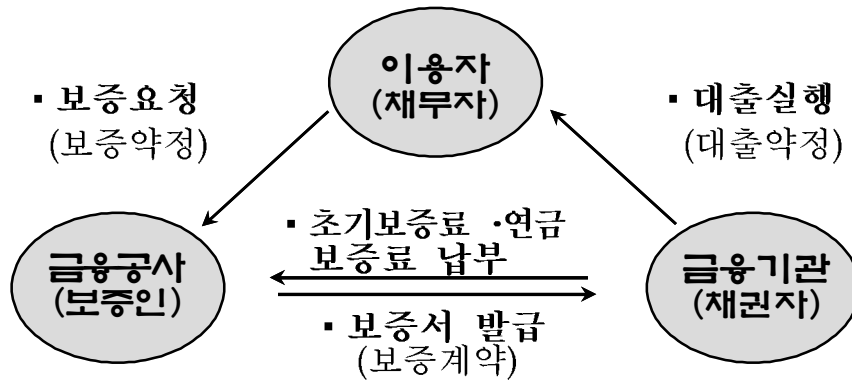 이용자
(채무자)
▪ 보증요청
(보증약정)
▪ 대출실행
(대출약정)
▪ 초기보증료 ·연금
보증료 납부
금융공사
(보증인)
금융기관
(채권자)
▪ 보증서 발급
(보증계약)